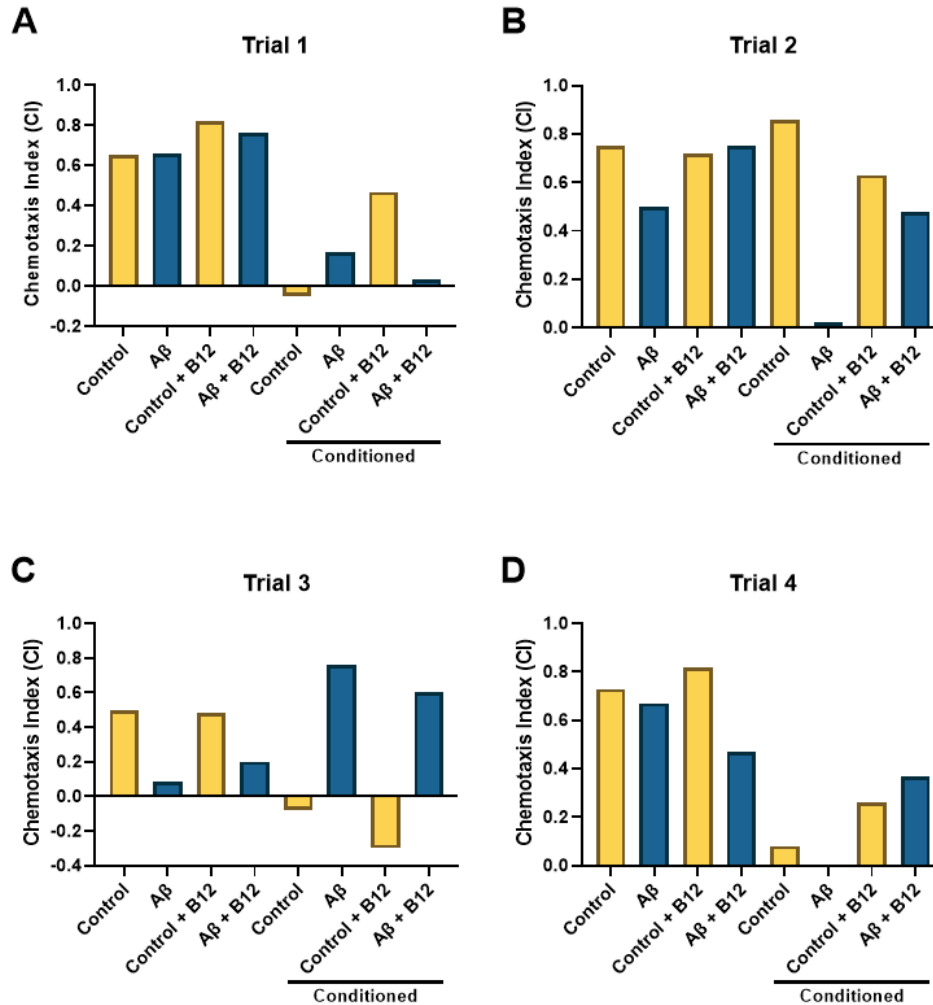 A
Trial 1
Chemotaxis Index (CI)
1.0
0.8
0.6
0.4
0.2
0.0
-0.2
Control
Aβ
Control + B12
Aβ + B12
Control
Aβ
Control + B12
Aβ + B12
Conditioned
B
Trial 2
Chemotaxis Index (CI)
1.0
0.8
0.6
0.4
0.2
0.0
Control
Aβ
Control + B12
Aβ + B12
Control
Aβ
Control + B12
Aβ + B12
Conditioned
C
Trial 3
Chemotaxis Index (CI)
1.0
0.8
0.6
0.4
0.2
0.0
-0.2
-0.4
Control
Aβ
Control + B12
Aβ + B12
Control
Aβ
Control + B12
Aβ + B12
Conditioned
D
Trial 4
Chemotaxis Index (CI)
1.0
0.8
0.6
0.4
0.2
0.0
Control
Aβ
Control + B12
Aβ + B12
Control
Aβ
Control + B12
Aβ + B12
Conditioned